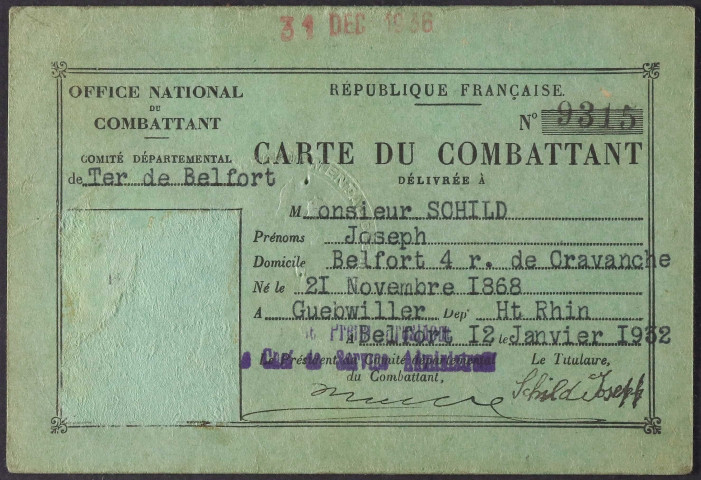 31 DEC 1936
OFFICE NATIONAL
DU
COMBATTANT
COMITÉ DÉPARTEMENTAL
de Ter de Belfort
RÉPUBLIQUE FRANÇAISE.
N° 9315
CARTE DU COMBATTANT
DÉLIVRÉE À
Monsieur SCHILD
Prénoms Joseph
Domicile Belfort 4 r. de Cravanche
Né le 2I Novembre I868
A Guebwiller Depᵗ Ht Rhin
A Belfort I2 le Janvier I932
Le Président du Comité départemental
du Combattant,
Le Titulaire,
Schild Joseph